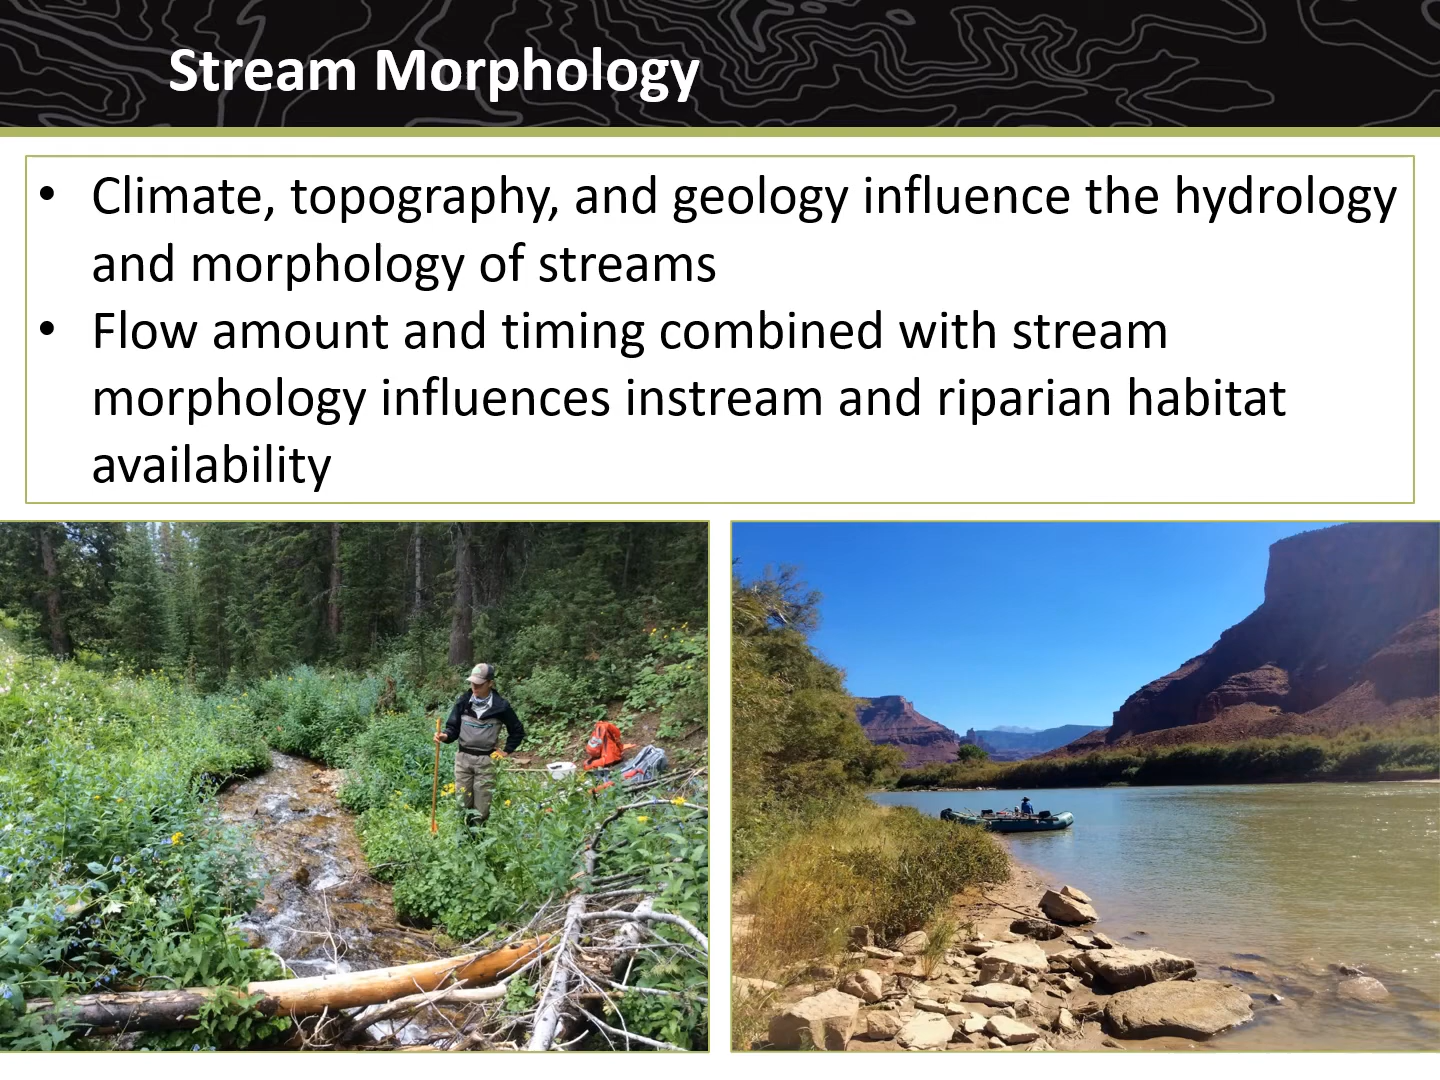 Stream Morphology
• Climate, topography, and geology influence the hydrology
and morphology of streams
• Flow amount and timing combined with stream
morphology influences instream and riparian habitat
availability